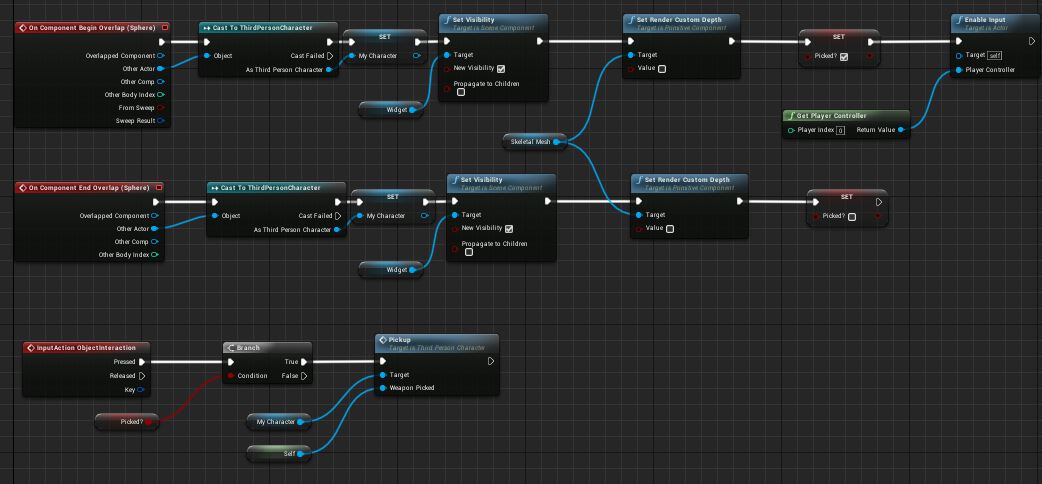 On Component Begin Overlap (Sphere)
Overlapped Component
Other Actor
Other Comp
Other Body Index
From Sweep
Sweep Result
Cast To ThirdPersonCharacter
Object
Cast Failed
As Third Person Character
SET
My Character
Widget
Set Visibility
Target is Scene Component
Target
New Visibility
Propagate to Children
Skeletal Mesh
Set Render Custom Depth
Target is Primitive Component
Target
Value
SET
Picked?
Get Player Controller
Player Index 0
Return Value
Enable Input
Target is Actor
Target self
Player Controller
On Component End Overlap (Sphere)
Overlapped Component
Other Actor
Other Comp
Other Body Index
Cast To ThirdPersonCharacter
Object
Cast Failed
As Third Person Character
SET
My Character
Widget
Set Visibility
Target is Scene Component
Target
New Visibility
Propagate to Children
Set Render Custom Depth
Target is Primitive Component
Target
Value
SET
Picked?
InputAction ObjectInteraction
Pressed
Released
Key
Picked?
Branch
True
Condition
False
My Character
Self
Pickup
Target is Third Person Character
Target
Weapon Picked